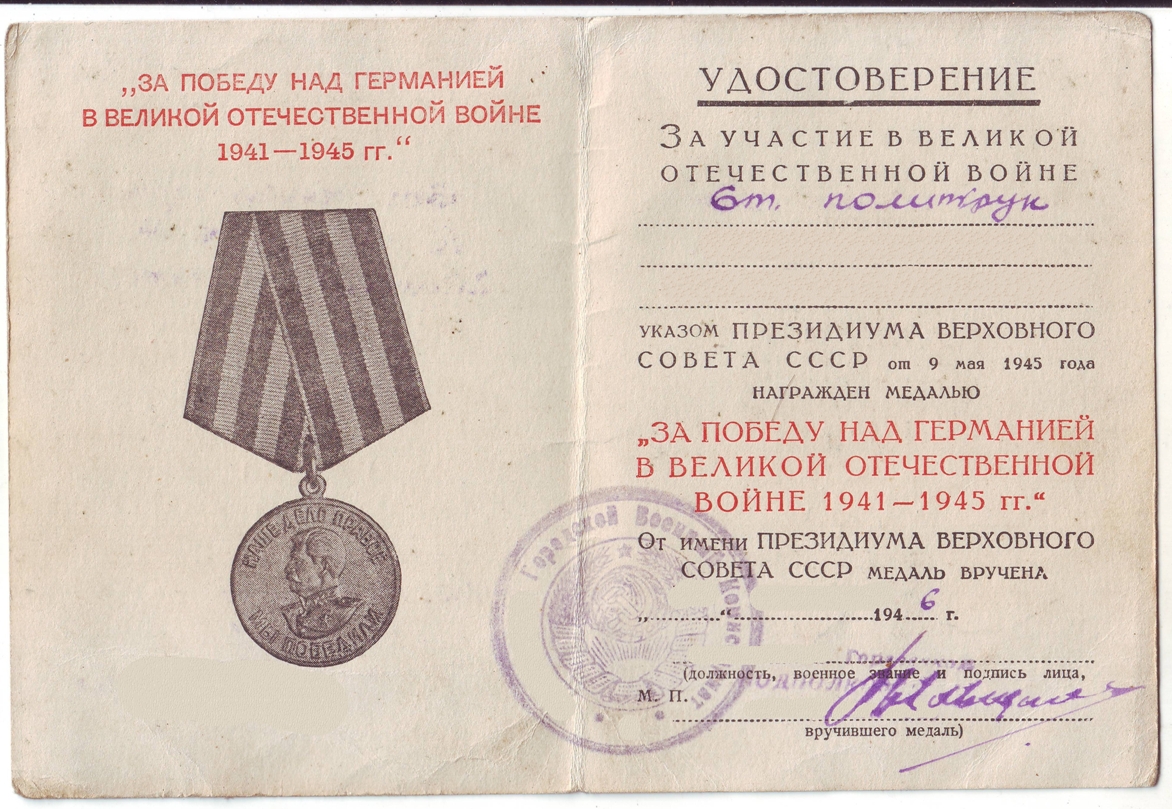 „ЗА ПОБЕДУ НАД ГЕРМАНИЕЙ
В ВЕЛИКОЙ ОТЕЧЕСТВЕННОЙ ВОЙНЕ
1941—1945 гг.“
НАШЕ ДЕЛО ПРАВОЕ
МЫ ПОБЕДИЛИ
УДОСТОВЕРЕНИЕ
ЗА УЧАСТИЕ В ВЕЛИКОЙ
ОТЕЧЕСТВЕННОЙ ВОЙНЕ
Ст. политрук
УКАЗОМ ПРЕЗИДИУМА ВЕРХОВНОГО
СОВЕТА СССР от 9 мая 1945 года
НАГРАЖДЕН МЕДАЛЬЮ
„ЗА ПОБЕДУ НАД ГЕРМАНИЕЙ
В ВЕЛИКОЙ ОТЕЧЕСТВЕННОЙ
ВОЙНЕ 1941—1945 гг.“
ОТ ИМЕНИ ПРЕЗИДИУМА ВЕРХОВНОГО
СОВЕТА СССР МЕДАЛЬ ВРУЧЕНА
„..........“ .................... 1946 г.
(должность, военное звание и подпись лица,
М. П.
вручившего медаль)
Городской